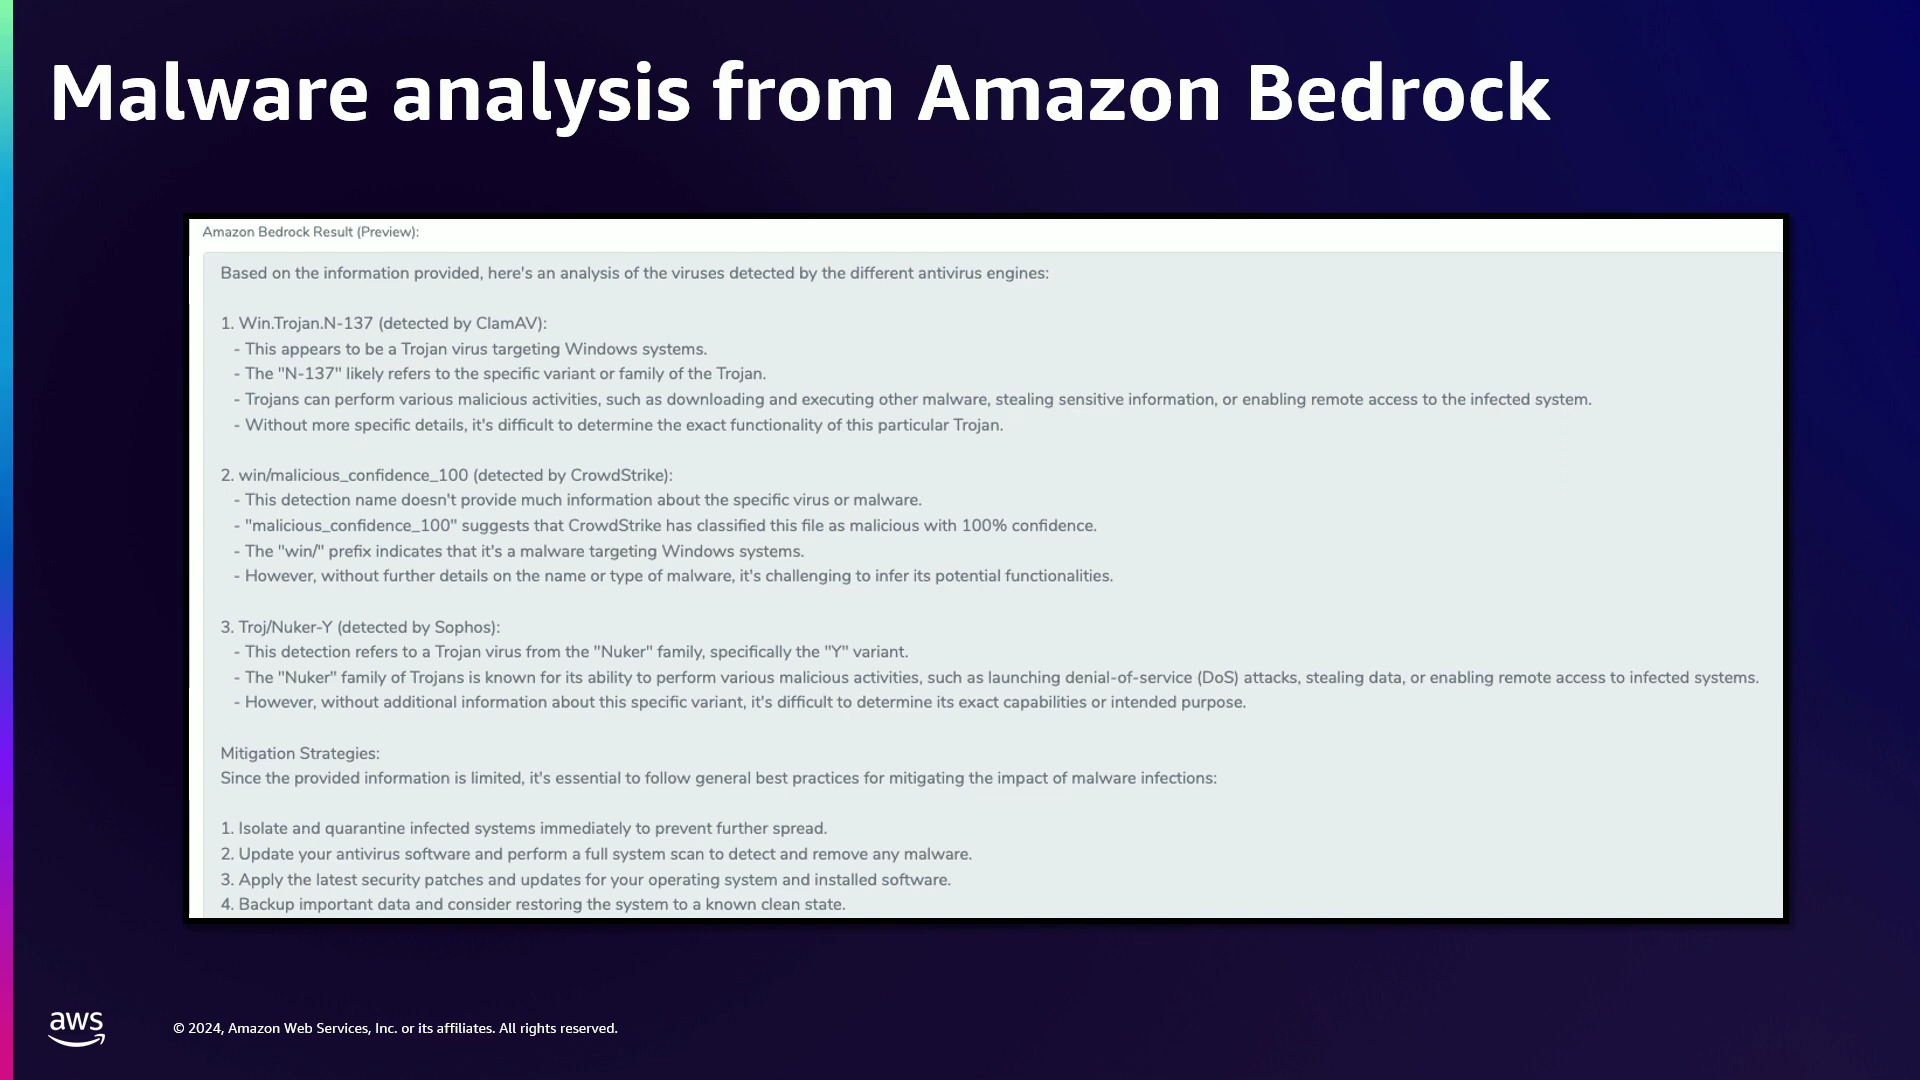 Malware analysis from Amazon Bedrock
Amazon Bedrock Result (Preview):
Based on the information provided, here's an analysis of the viruses detected by the different antivirus engines:
1. Win.Trojan.N-137 (detected by ClamAV):
- This appears to be a Trojan virus targeting Windows systems.
- The "N-137" likely refers to the specific variant or family of the Trojan.
- Trojans can perform various malicious activities, such as downloading and executing other malware, stealing sensitive information, or enabling remote access to the infected system.
- Without more specific details, it's difficult to determine the exact functionality of this particular Trojan.
2. win/malicious_confidence_100 (detected by CrowdStrike):
- This detection name doesn't provide much information about the specific virus or malware.
- "malicious_confidence_100" suggests that CrowdStrike has classified this file as malicious with 100% confidence.
- The "win/" prefix indicates that it's a malware targeting Windows systems.
- However, without further details on the name or type of malware, it's challenging to infer its potential functionalities.
3. Troj/Nuker-Y (detected by Sophos):
- This detection refers to a Trojan virus from the "Nuker" family, specifically the "Y" variant.
- The "Nuker" family of Trojans is known for its ability to perform various malicious activities, such as launching denial-of-service (DoS) attacks, stealing data, or enabling remote access to infected systems.
- However, without additional information about this specific variant, it's difficult to determine its exact capabilities or intended purpose.
Mitigation Strategies:
Since the provided information is limited, it's essential to follow general best practices for mitigating the impact of malware infections:
1. Isolate and quarantine infected systems immediately to prevent further spread.
2. Update your antivirus software and perform a full system scan to detect and remove any malware.
3. Apply the latest security patches and updates for your operating system and installed software.
4. Backup important data and consider restoring the system to a known clean state.
aws
© 2024, Amazon Web Services, Inc. or its affiliates. All rights reserved.